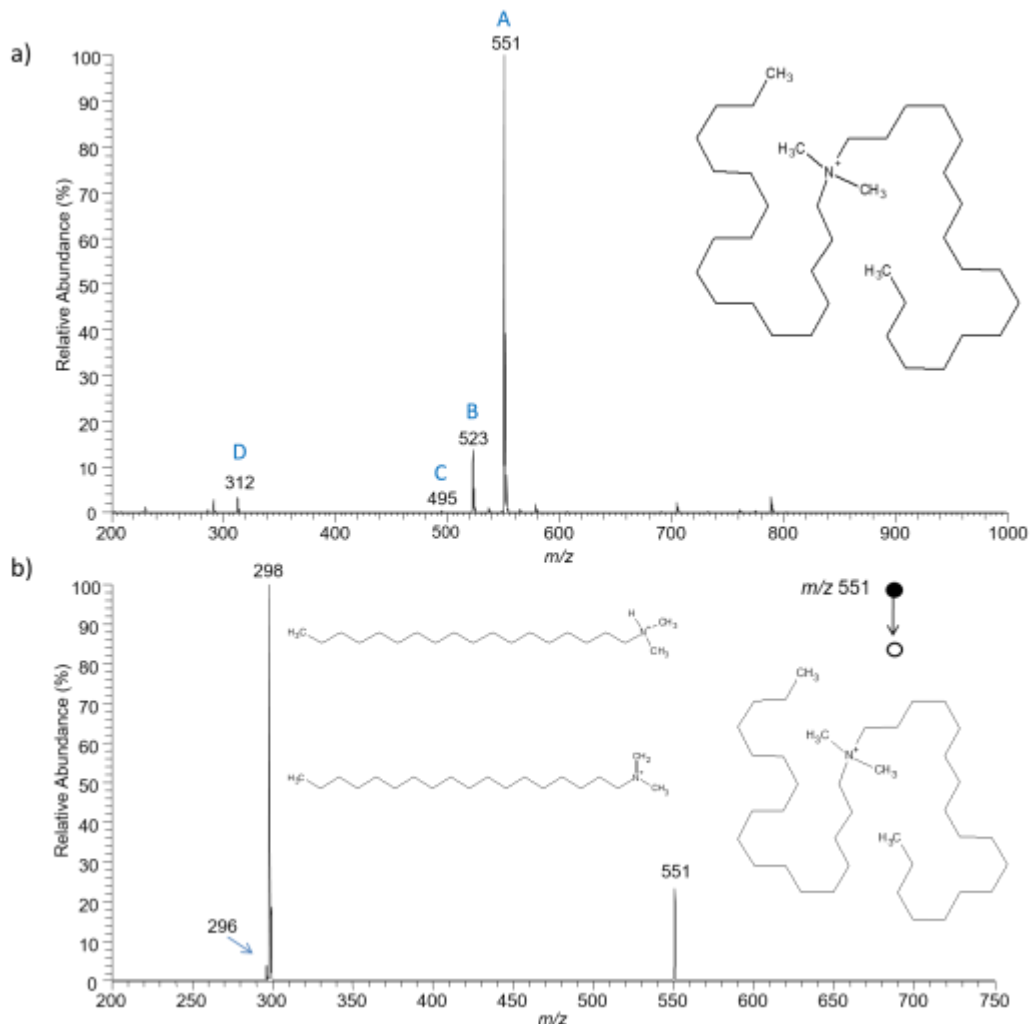 a)
A
551
100
90
80
70
60
50
40
30
20
10
0
Relative Abundance (%)
B
523
C
495
D
312
CH₃
H₃C
N⁺
CH₃
H₃C
200 300 400 500 600 700 800 900 1000
m/z
b)
298
100
90
80
70
60
50
40
30
20
10
0
Relative Abundance (%)
296
H
H₃C
N⁺
CH₃
CH₃
CH₂
H₃C
N⁺
CH₃
m/z 551
551
CH₃
H₃C
N⁺
CH₃
H₃C
200 250 300 350 400 450 500 550 600 650 700 750
m/z